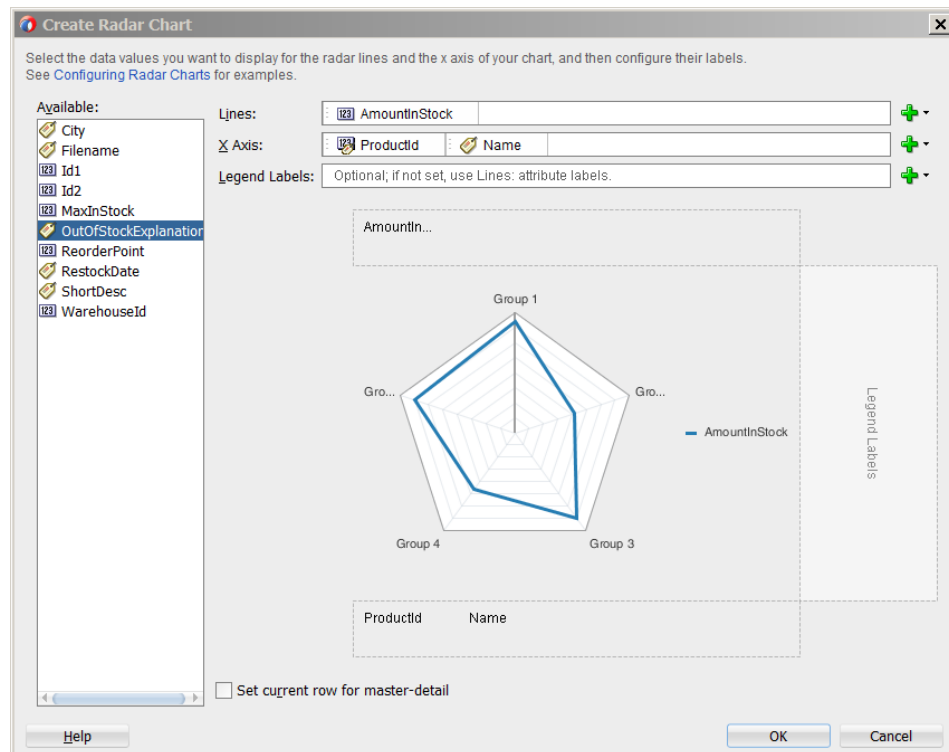 Create Radar Chart
Select the data values you want to display for the radar lines and the x axis of your chart, and then configure their labels.
See Configuring Radar Charts for examples.
Available:
City
Filename
Id1
Id2
MaxInStock
OutOfStockExplanation
ReorderPoint
RestockDate
ShortDesc
WarehouseId
Lines:
123 AmountInStock
X Axis:
123 ProductId
Name
Legend Labels:
Optional; if not set, use Lines: attribute labels.
AmountIn...
Group 1
Gro...
Gro...
AmountInStock
Group 4
Group 3
Legend Labels
ProductId
Name
Set current row for master-detail
Help
OK
Cancel